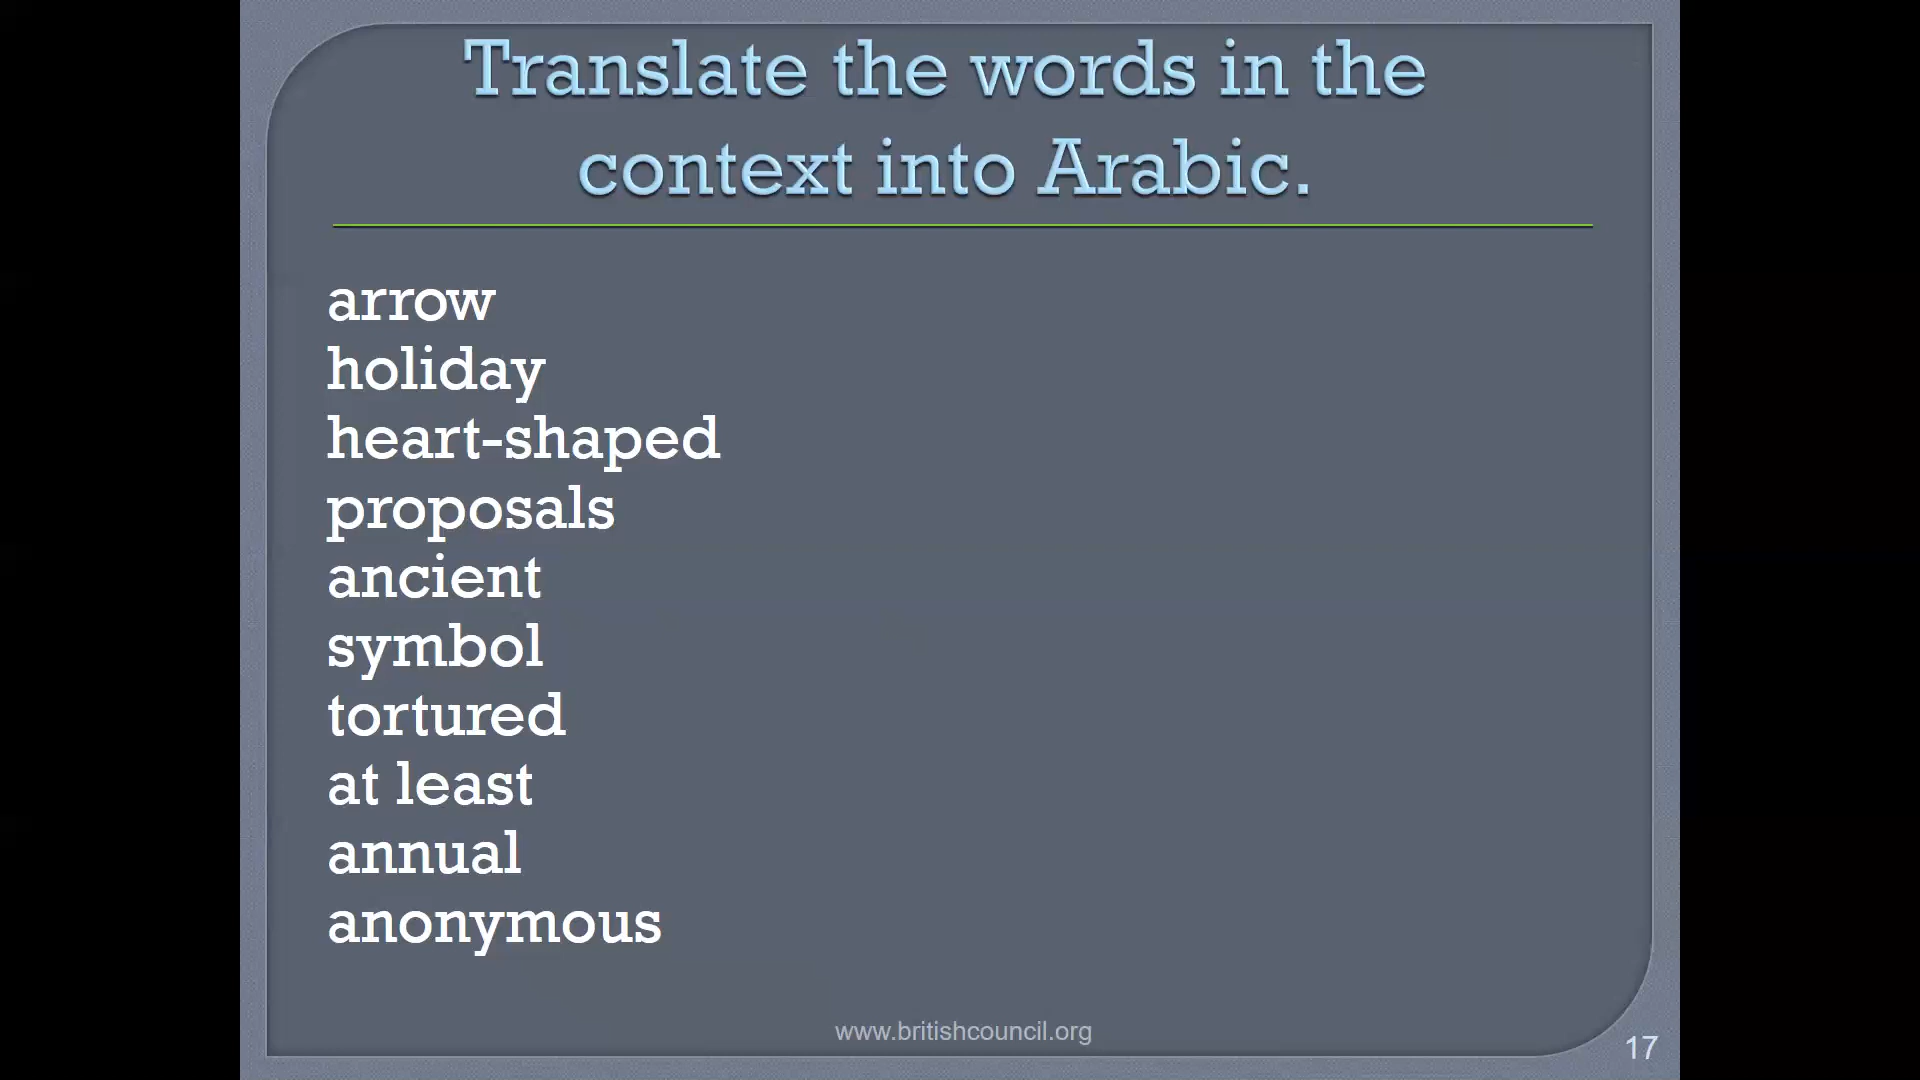 Translate the words in the
context into Arabic.
arrow
holiday
heart-shaped
proposals
ancient
symbol
tortured
at least
annual
anonymous
www.britishcouncil.org
17